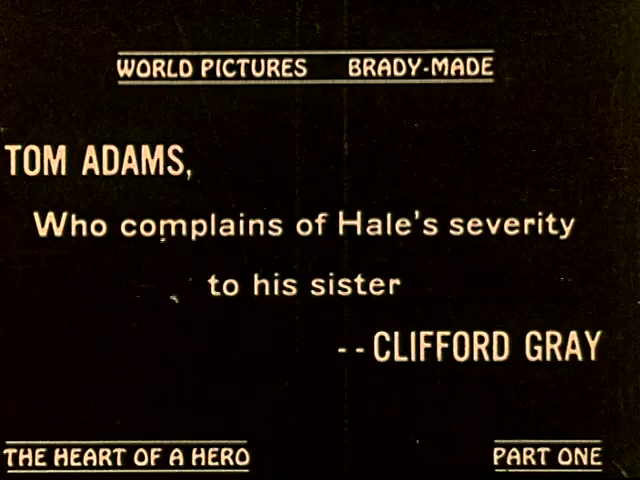 WORLD PICTURES BRADY-MADE
TOM ADAMS,
Who complains of Hale's severity
to his sister
--CLIFFORD GRAY
THE HEART OF A HERO PART ONE